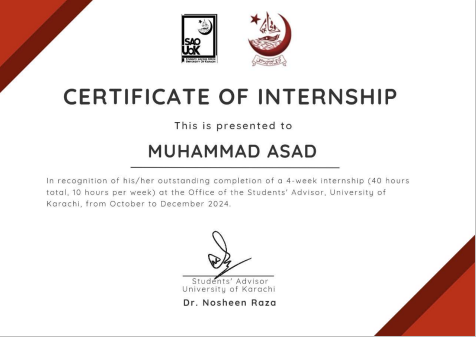 SAO
UoK
CERTIFICATE OF INTERNSHIP
This is presented to
MUHAMMAD ASAD
In recognition of his/her outstanding completion of a 4-week internship (40 hours
total, 10 hours per week) at the Office of the Students' Advisor, University of
Karachi, from October to December 2024.
Students' Advisor
University of Karachi
Dr. Nosheen Raza